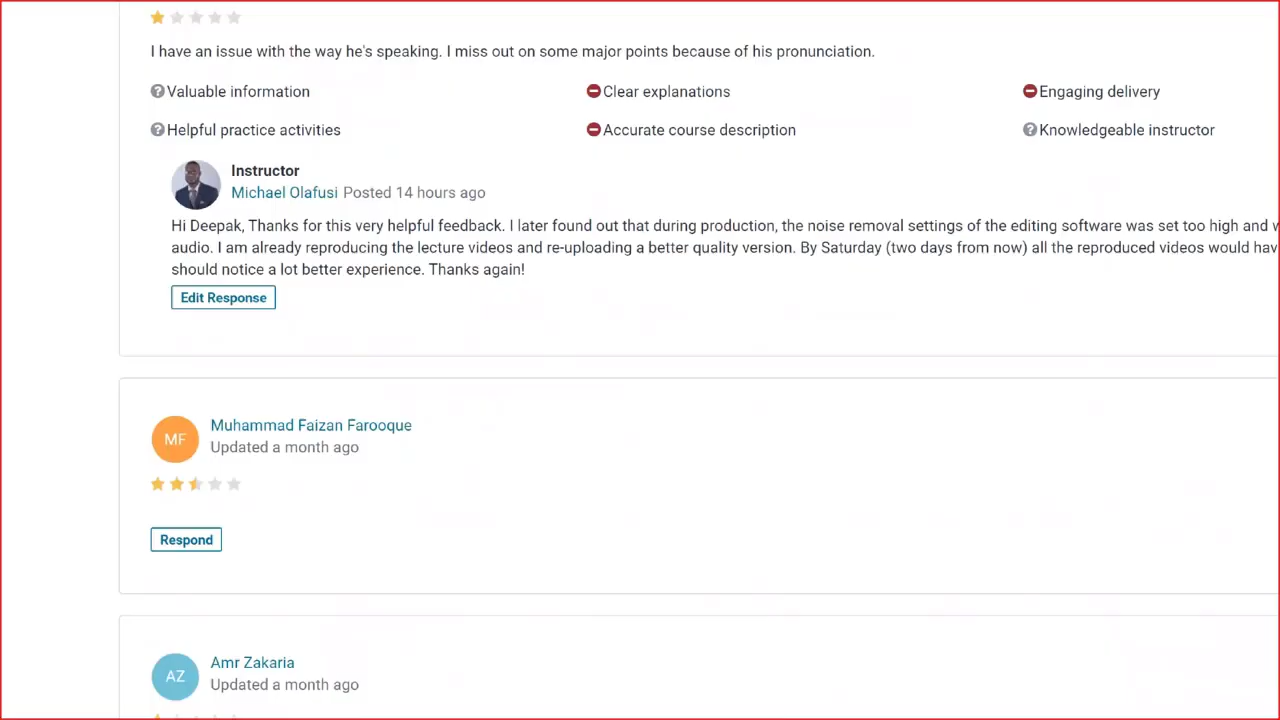 I have an issue with the way he's speaking. I miss out on some major points because of his pronunciation.
Valuable information
Clear explanations
Engaging delivery
Helpful practice activities
Accurate course description
Knowledgeable instructor
Instructor
Michael Olafusi Posted 14 hours ago
Hi Deepak, Thanks for this very helpful feedback. I later found out that during production, the noise removal settings of the editing software was set too high and
audio. I am already reproducing the lecture videos and re-uploading a better quality version. By Saturday (two days from now) all the reproduced videos would hav
should notice a lot better experience. Thanks again!
Edit Response
MF
Muhammad Faizan Farooque
Updated a month ago
Respond
AZ
Amr Zakaria
Updated a month ago